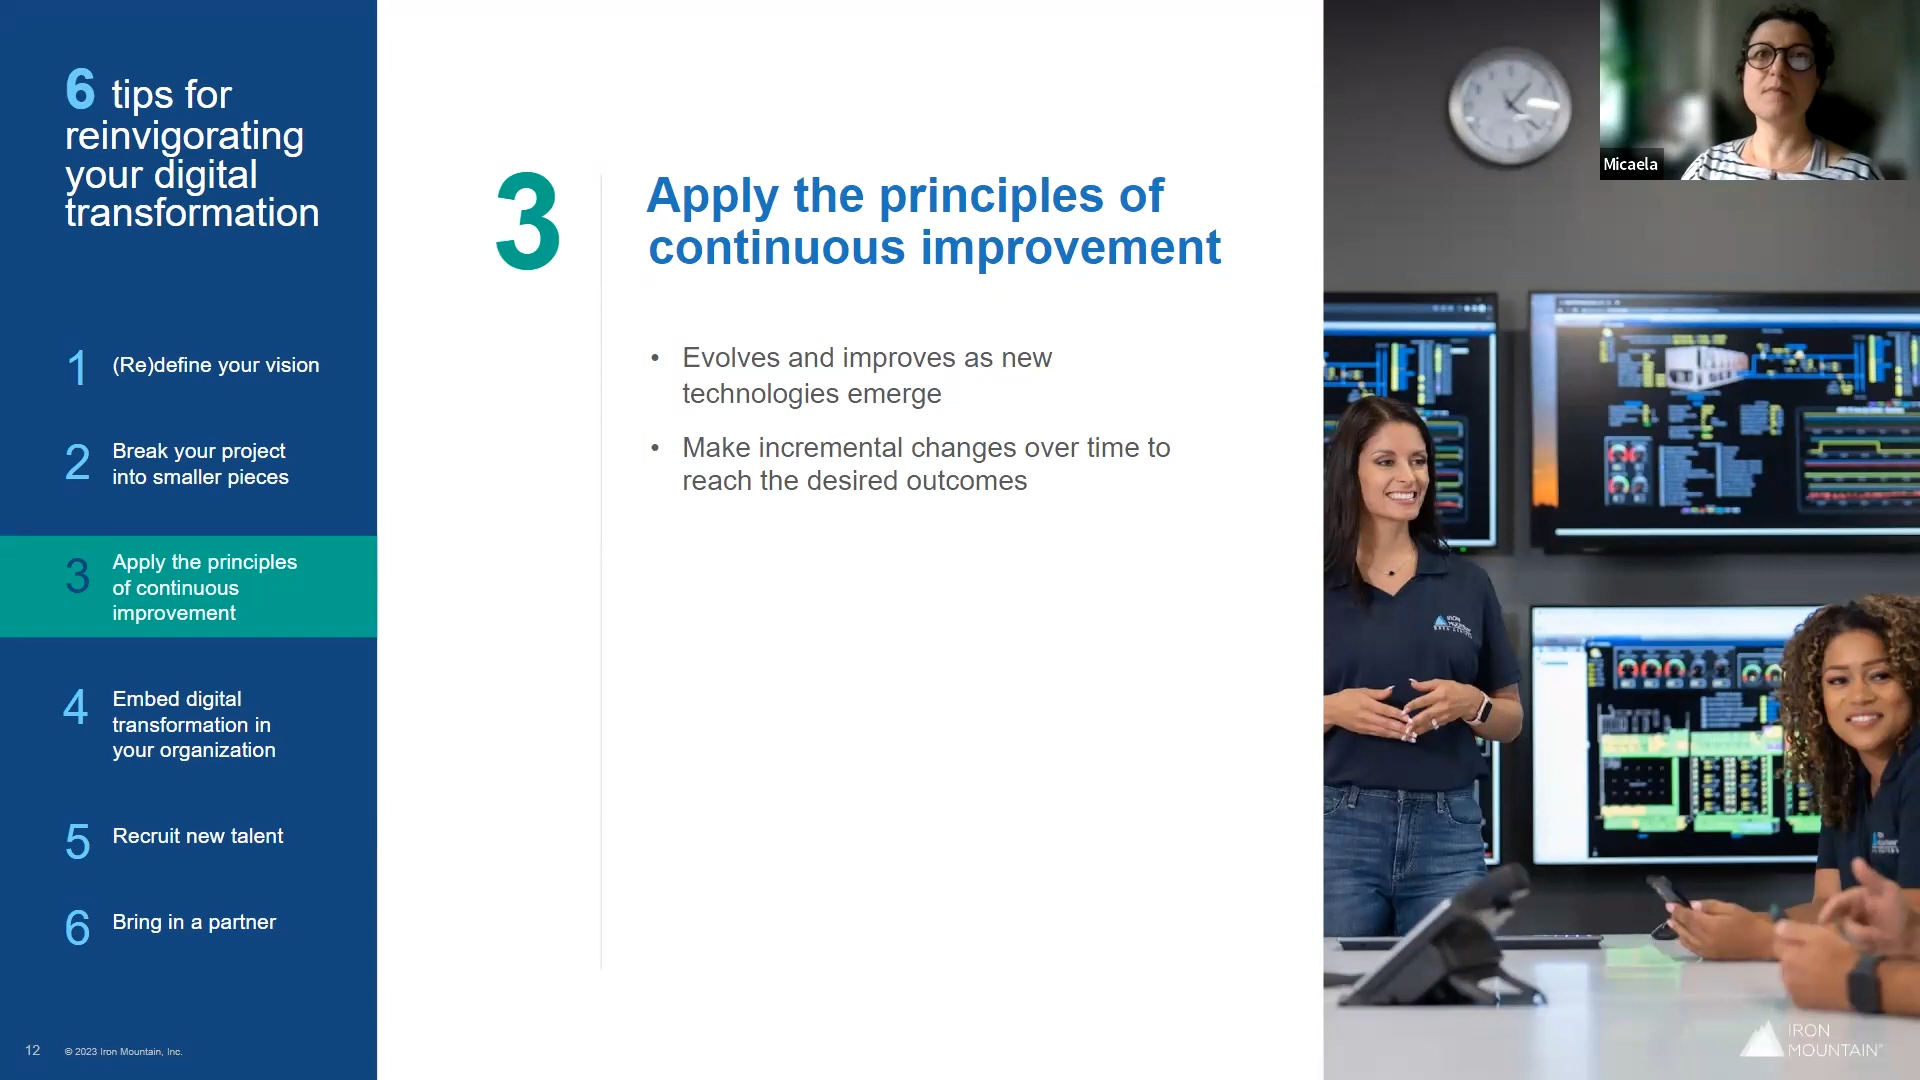 6 tips for
reinvigorating
your digital
transformation
1 (Re)define your vision
2 Break your project
into smaller pieces
3 Apply the principles
of continuous
improvement
4 Embed digital
transformation in
your organization
5 Recruit new talent
6 Bring in a partner
12 © 2023 Iron Mountain, Inc.
3
Apply the principles of
continuous improvement
• Evolves and improves as new
technologies emerge
• Make incremental changes over time to
reach the desired outcomes
Micaela
IRON
MOUNTAIN
IRON
MOUNTAIN®